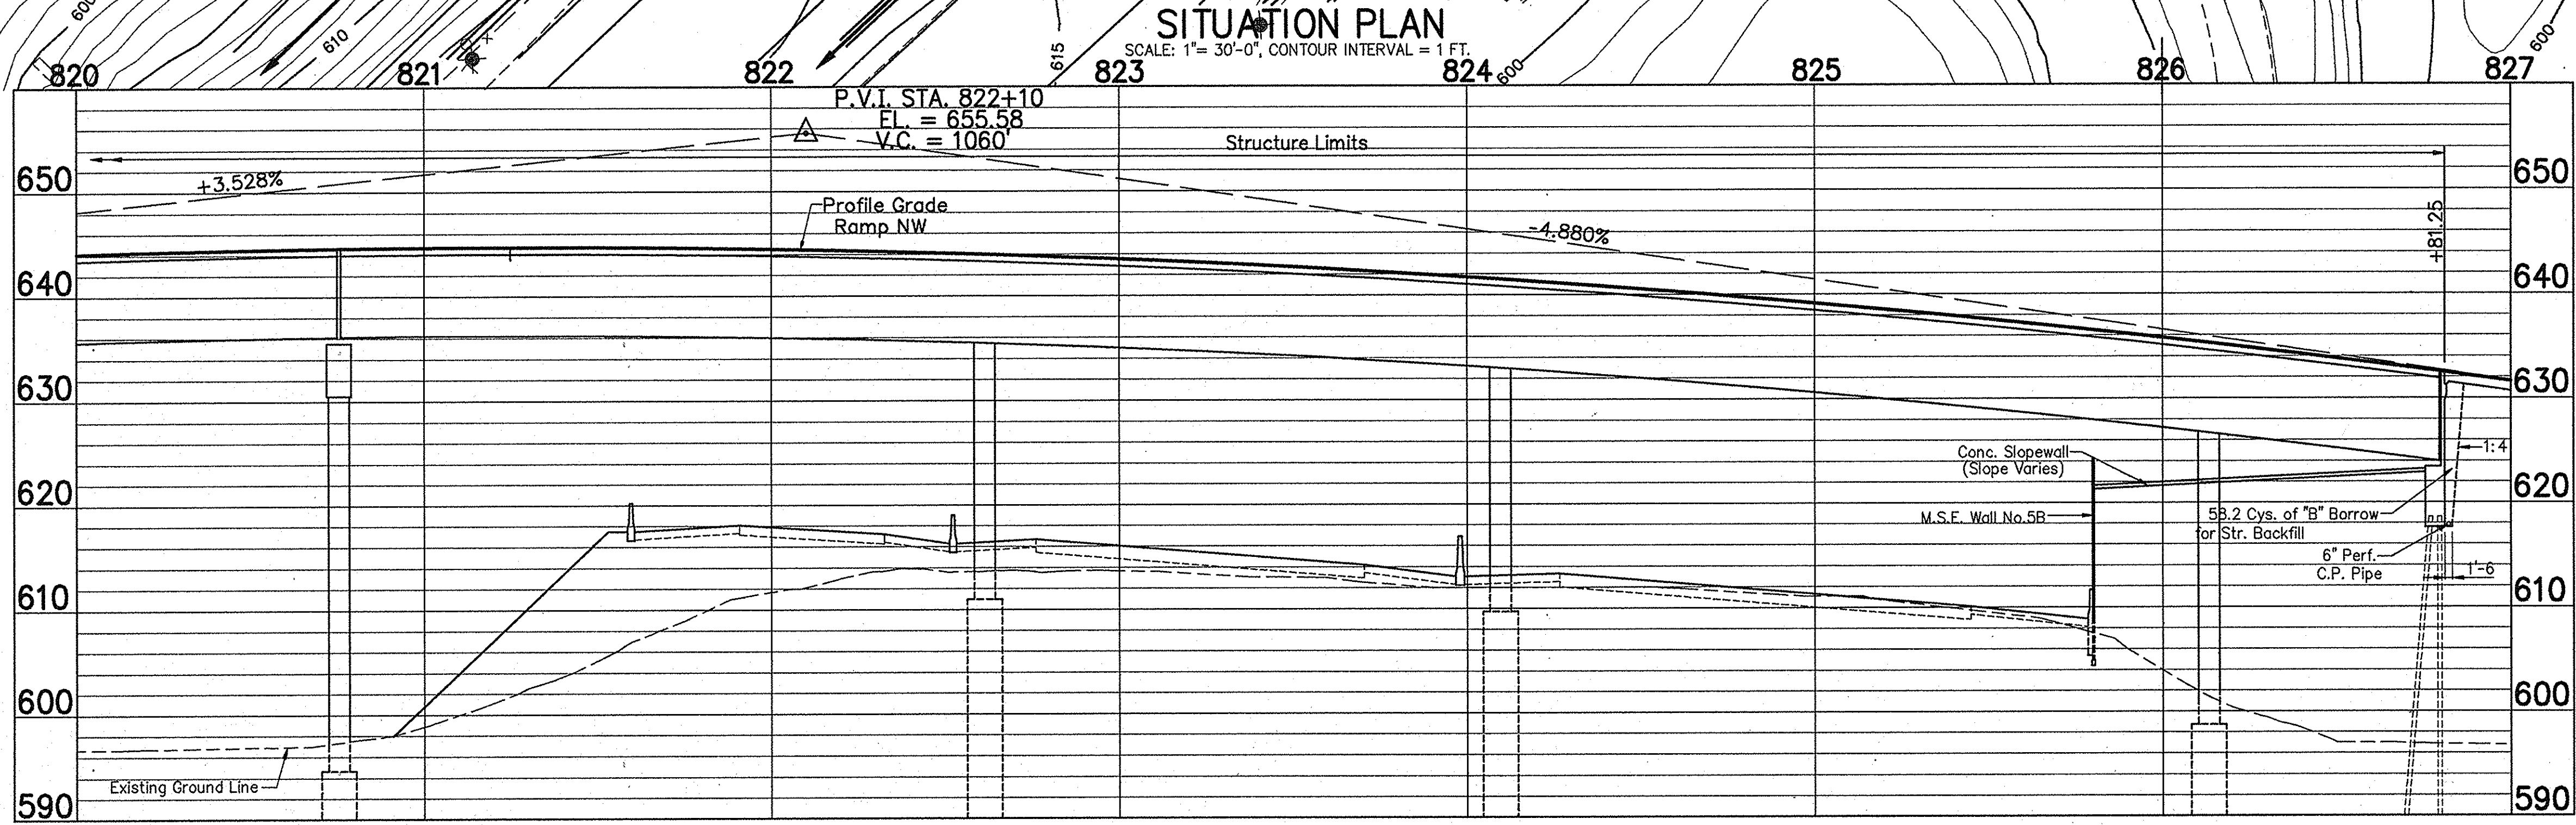 600
610
615
600
600
SITUATION PLAN
SCALE: 1"= 30'-0", CONTOUR INTERVAL = 1 FT.
820 821 822 823 824 825 826 827
P.V.I. STA. 822+10
EL. = 655.58
V.C. = 1060'
Structure Limits
+3.528%
-4.880%
+81.25
Profile Grade
Ramp NW
650 650
640 640
630 630
620 620
610 610
600 600
590 590
Conc. Slopewall
(Slope Varies)
1:4
M.S.E. Wall No.5B
58.2 Cys. of "B" Borrow
for Str. Backfill
6" Perf.
C.P. Pipe
1'-6
Existing Ground Line